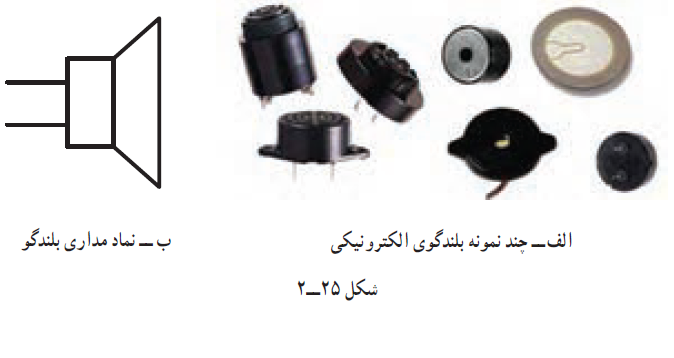 الف ــ چند نمونه بلندگوی الکترونیکی
ب ــ نماد مداری بلندگو
شکل ۲۵ــ۲